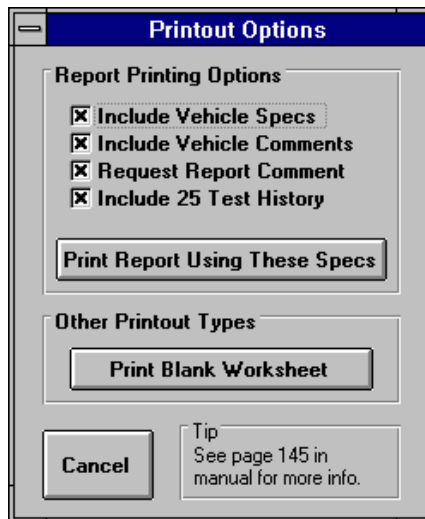 Printout Options
Report Printing Options
Include Vehicle Specs
Include Vehicle Comments
Request Report Comment
Include 25 Test History
Print Report Using These Specs
Other Printout Types
Print Blank Worksheet
Cancel
Tip
See page 145 in
manual for more info.